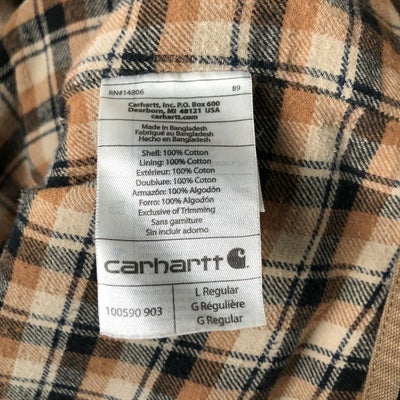 RN#14806 89
Carhartt, Inc. P.O. Box 600
Dearborn, MI 48121 USA
carhartt.com
Made in Bangladesh
Fabriqué au Bangladesh
Hecho en Bangladesh
Shell: 100% Cotton
Lining: 100% Cotton
Extérieur: 100% Coton
Doublure: 100% Coton
Armazón: 100% Algodón
Forro: 100% Algodón
Exclusive of Trimming
Sans garniture
Sin incluir adorno
carhartt
100590 903
L Regular
G Régulière
G Regular